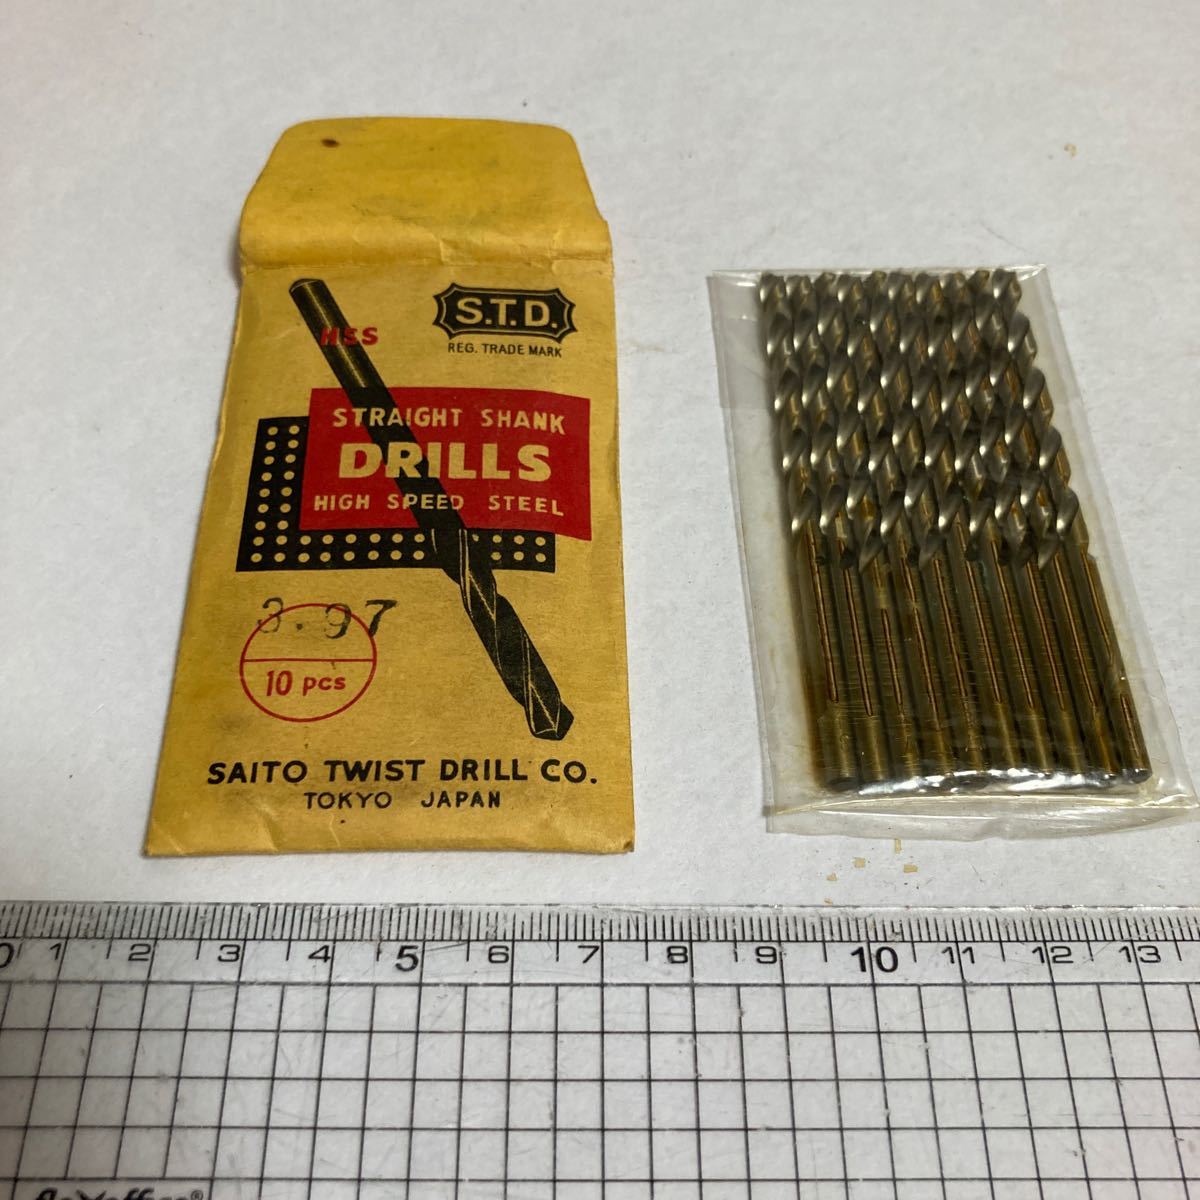 HSS
S.T.D.
REG. TRADE MARK
STRAIGHT SHANK
DRILLS
HIGH SPEED STEEL
3.97
10 pcs
SAITO TWIST DRILL CO.
TOKYO JAPAN
0 1 2 3 4 5 6 7 8 9 10 11 12 13